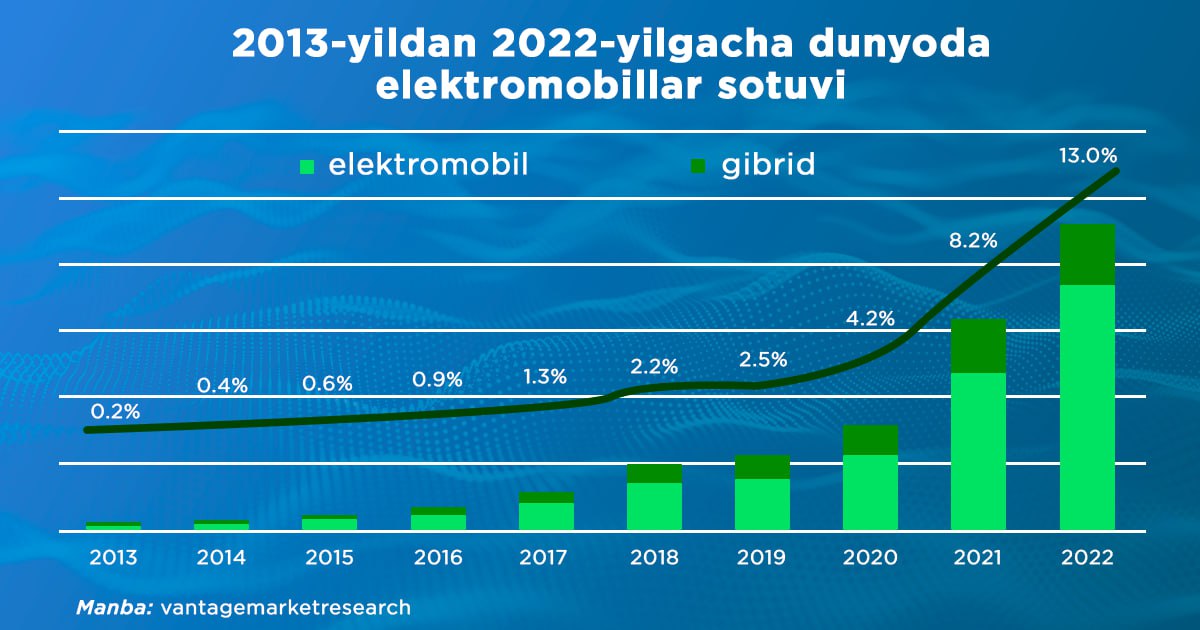 2013-yildan 2022-yilgacha dunyoda
elektromobillar sotuvi
elektromobil gibrid
13.0%
8.2%
4.2%
2.5%
2.2%
1.3%
0.9%
0.6%
0.4%
0.2%
2013 2014 2015 2016 2017 2018 2019 2020 2021 2022
Manba: vantagemarketresearch